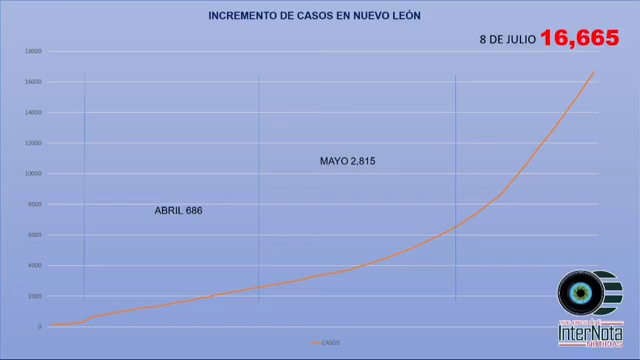 INCREMENTO DE CASOS EN NUEVO LEÓN
8 DE JULIO 16,665
18000
16000
14000
12000
10000
8000
6000
4000
2000
0
MAYO 2,815
ABRIL 686
CASOS
InterNota
NOTICIAS